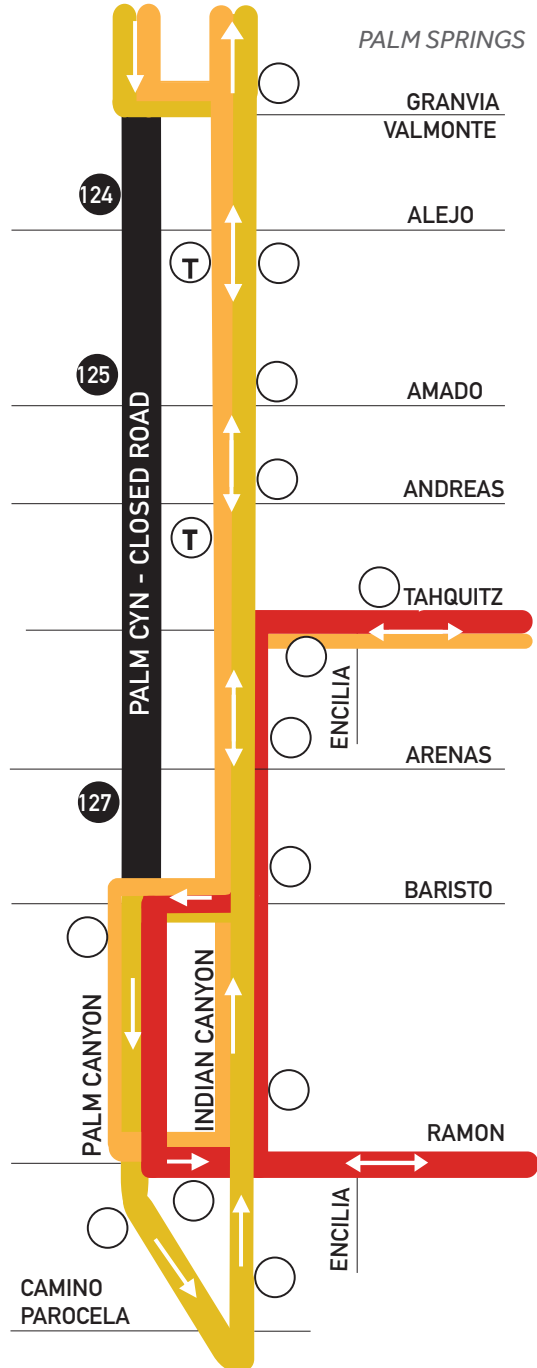 PALM SPRINGS
GRANVIA
VALMONTE
124
ALEJO
T
125
AMADO
PALM CYN - CLOSED ROAD
ANDREAS
T
TAHQUITZ
ENCILIA
ARENAS
127
BARISTO
PALM CANYON
INDIAN CANYON
RAMON
ENCILIA
CAMINO
PAROCELA